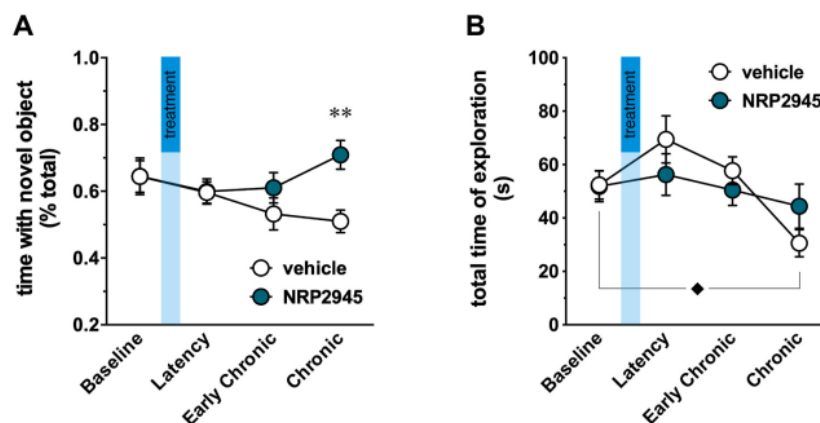 A
time with novel object
(% total)
1.0
0.8
0.6
0.4
0.2
treatment
**
vehicle
NRP2945
Baseline
Latency
Early Chronic
Chronic
B
total time of exploration
(s)
100
80
60
40
20
0
treatment
vehicle
NRP2945
Baseline
Latency
Early Chronic
Chronic